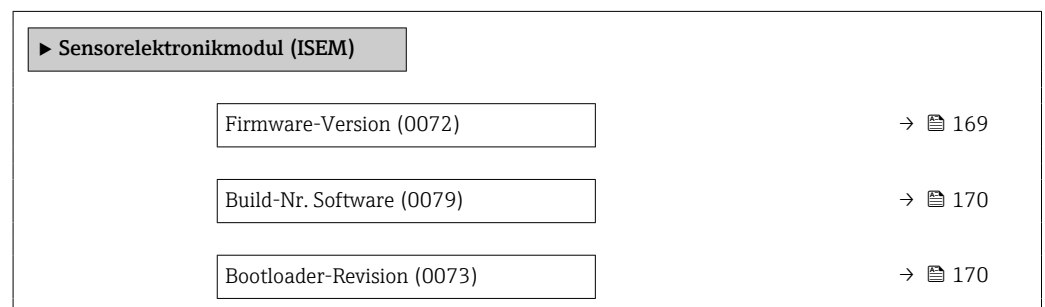 ▶ Sensorelektronikmodul (ISEM)
Firmware-Version (0072) → 169
Build-Nr. Software (0079) → 170
Bootloader-Revision (0073) → 170